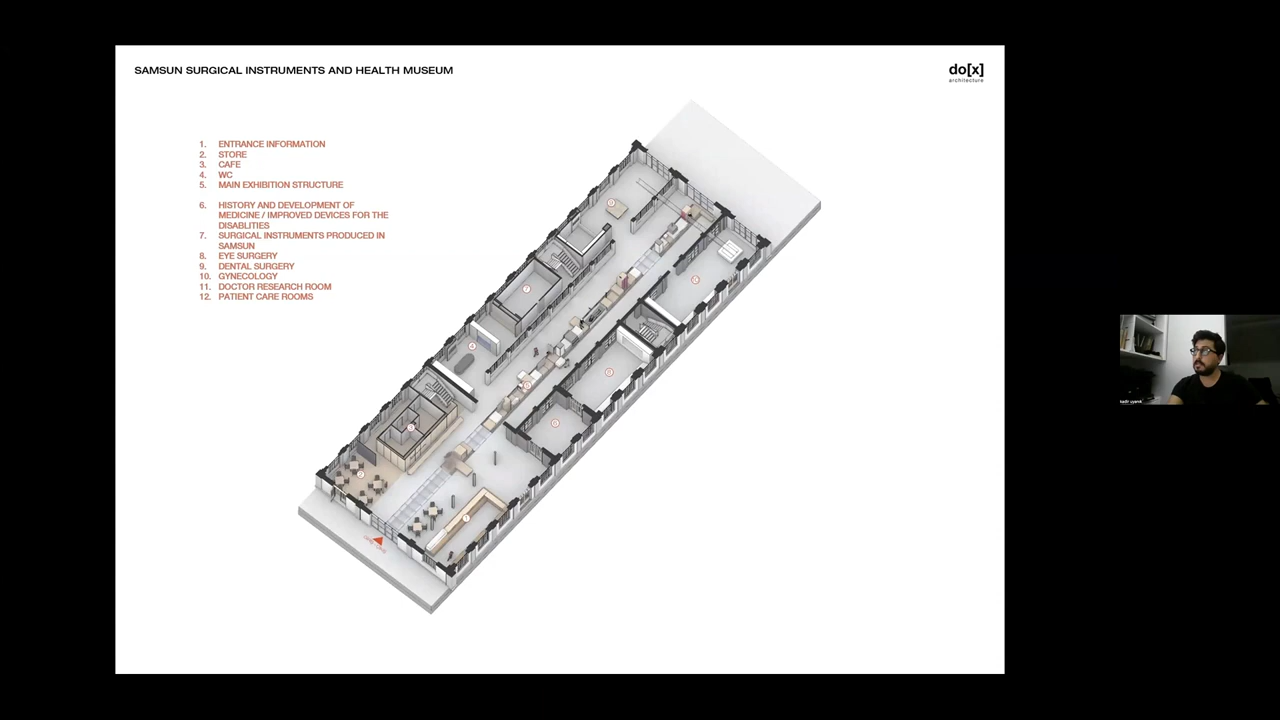 SAMSUN SURGICAL INSTRUMENTS AND HEALTH MUSEUM
do[x]
architecture
1. ENTRANCE INFORMATION
2. STORE
3. CAFE
4. WC
5. MAIN EXHIBITION STRUCTURE
6. HISTORY AND DEVELOPMENT OF
MEDICINE / IMPROVED DEVICES FOR THE
DISABLITIES
7. SURGICAL INSTRUMENTS PRODUCED IN
SAMSUN
8. EYE SURGERY
9. DENTAL SURGERY
10. GYNECOLOGY
11. DOCTOR RESEARCH ROOM
12. PATIENT CARE ROOMS
kadir uyanık